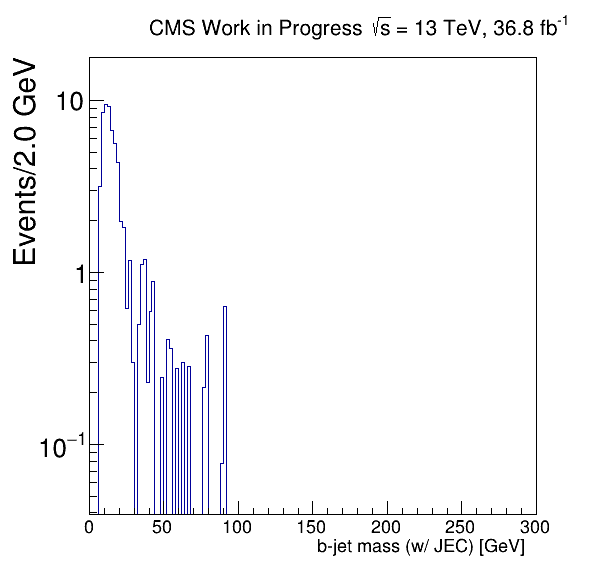 CMS Work in Progress √s = 13 TeV, 36.8 fb⁻¹
Events/2.0 GeV
10
1
10⁻¹
0 50 100 150 200 250 300
b-jet mass (w/ JEC) [GeV]